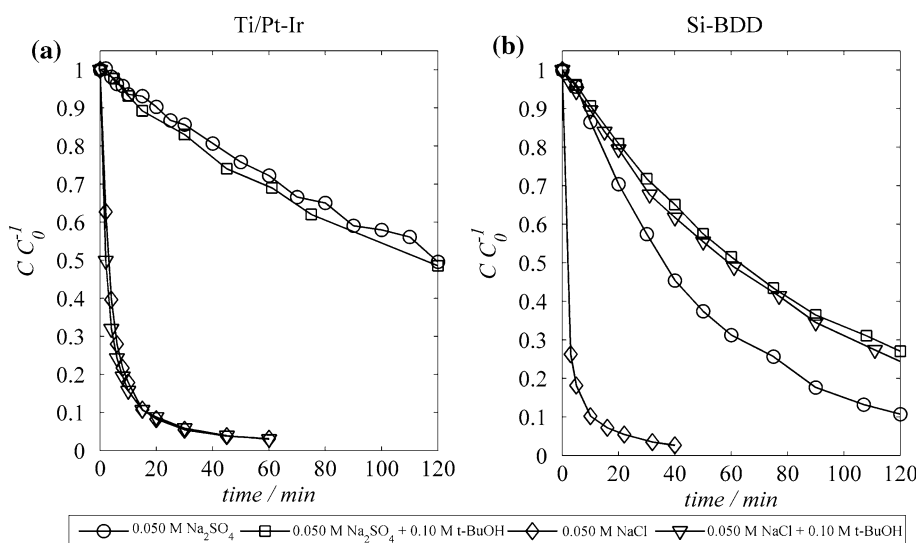 Ti/Pt-Ir
(a)
1
0.9
0.8
0.7
0.6
0.5
0.4
0.3
0.2
0.1
0
C C₀⁻¹
0 20 40 60 80 100 120
time / min
Si-BDD
(b)
1
0.9
0.8
0.7
0.6
0.5
0.4
0.3
0.2
0.1
0
C C₀⁻¹
0 20 40 60 80 100 120
time / min
0.050 M Na₂SO₄ 0.050 M Na₂SO₄ + 0.10 M t-BuOH 0.050 M NaCl 0.050 M NaCl + 0.10 M t-BuOH